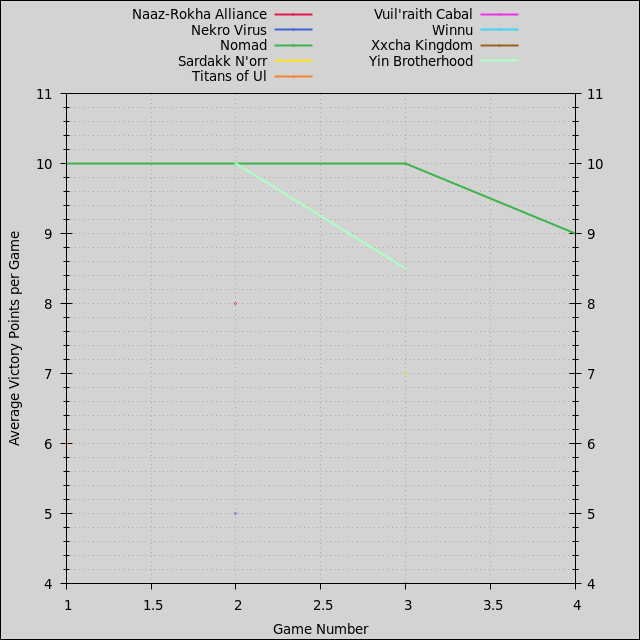 Naaz-Rokha Alliance
Nekro Virus
Nomad
Sardakk N'orr
Titans of Ul
Vuil'raith Cabal
Winnu
Xxcha Kingdom
Yin Brotherhood
11 11
10 10
9 9
8 8
7 7
6 6
5 5
4 4
Average Victory Points per Game
1 1.5 2 2.5 3 3.5 4
Game Number